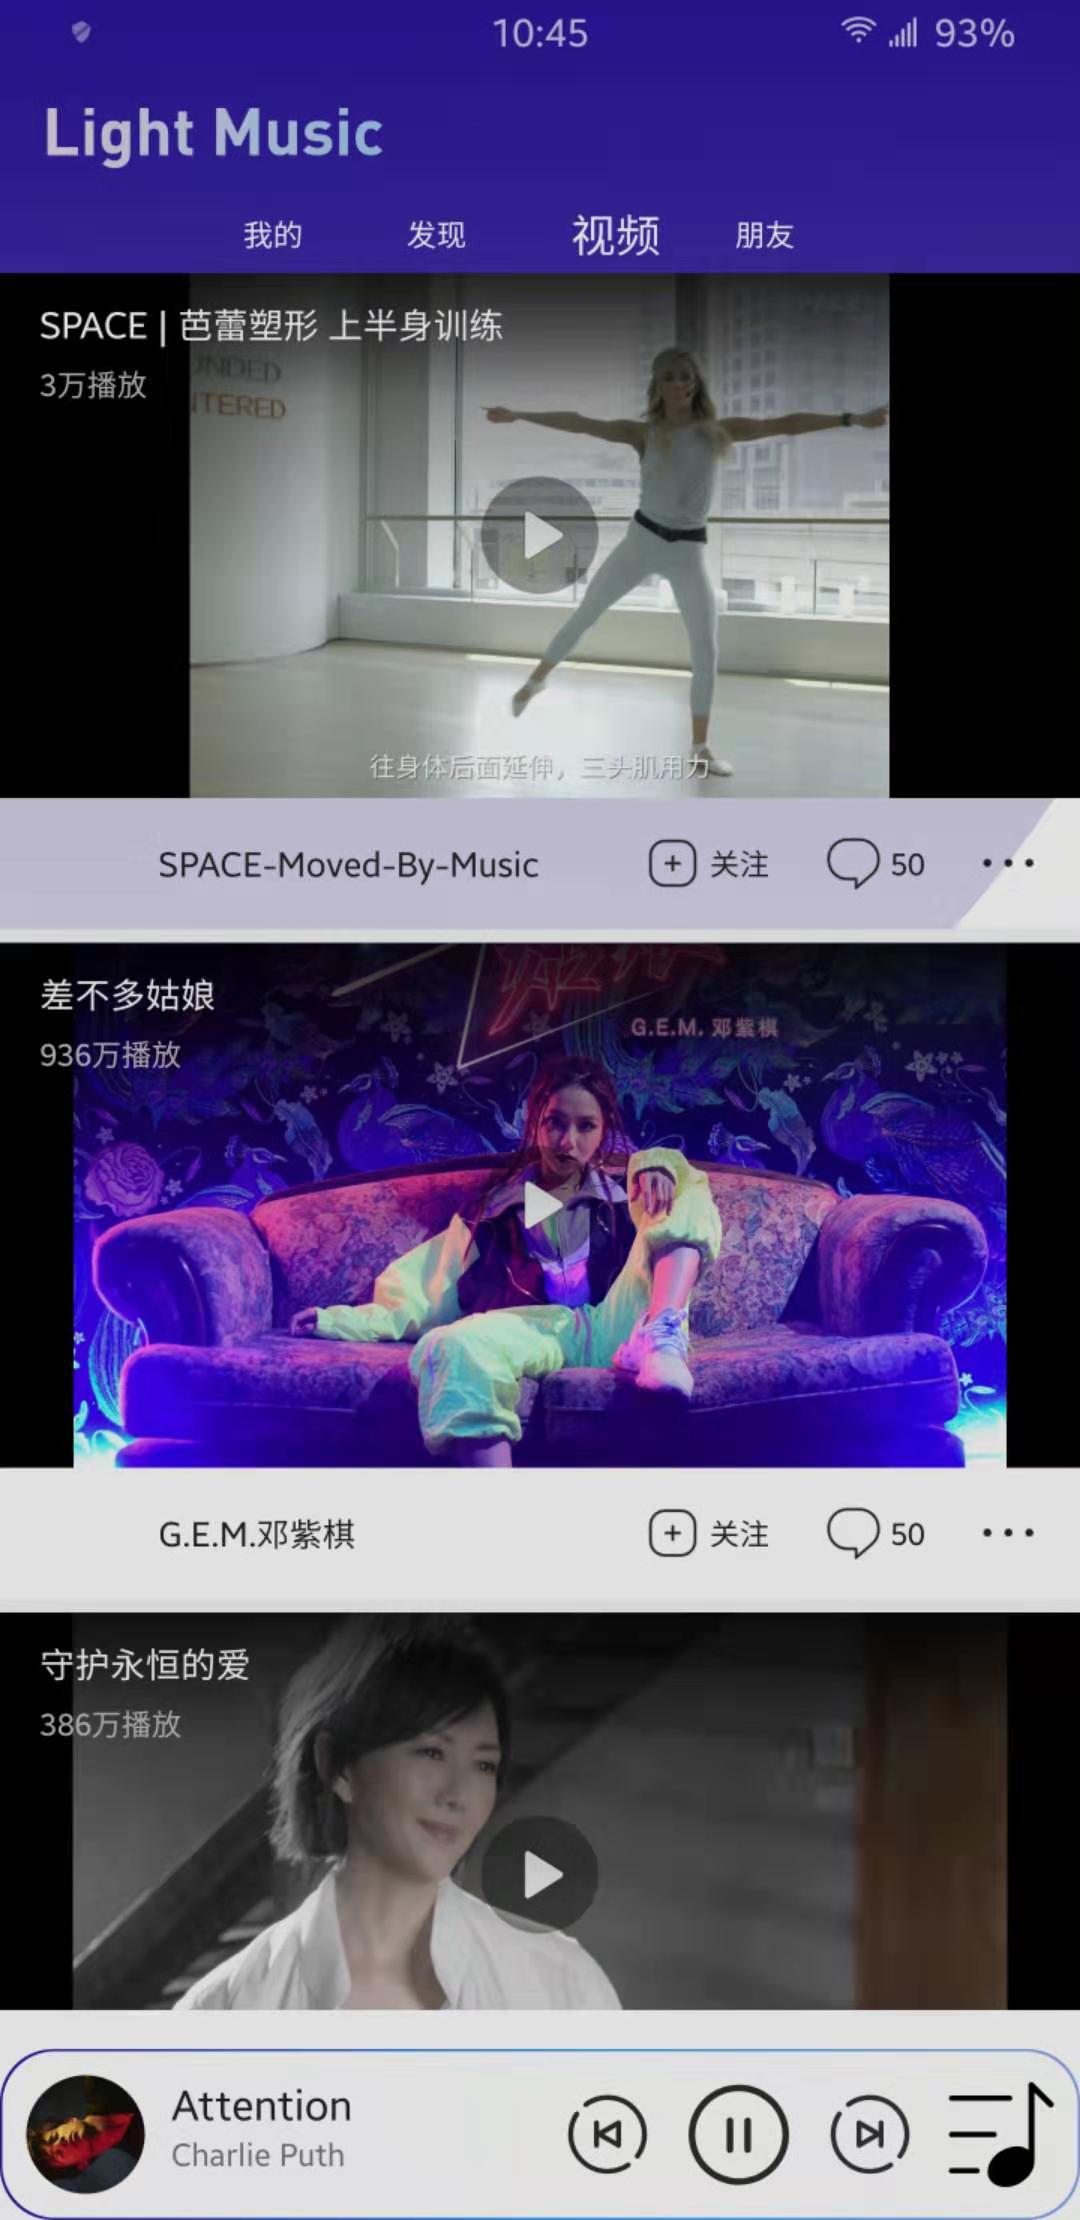 10:45 93%
Light Music
我的 发现 视频 朋友
SPACE | 芭蕾塑形 上半身训练
3万播放
UNDED
NTERED
往身体后面延伸，三头肌用力
SPACE-Moved-By-Music 关注 50
差不多姑娘
G.E.M. 邓紫棋
936万播放
G.E.M.邓紫棋 关注 50
守护永恒的爱
386万播放
Attention
Charlie Puth